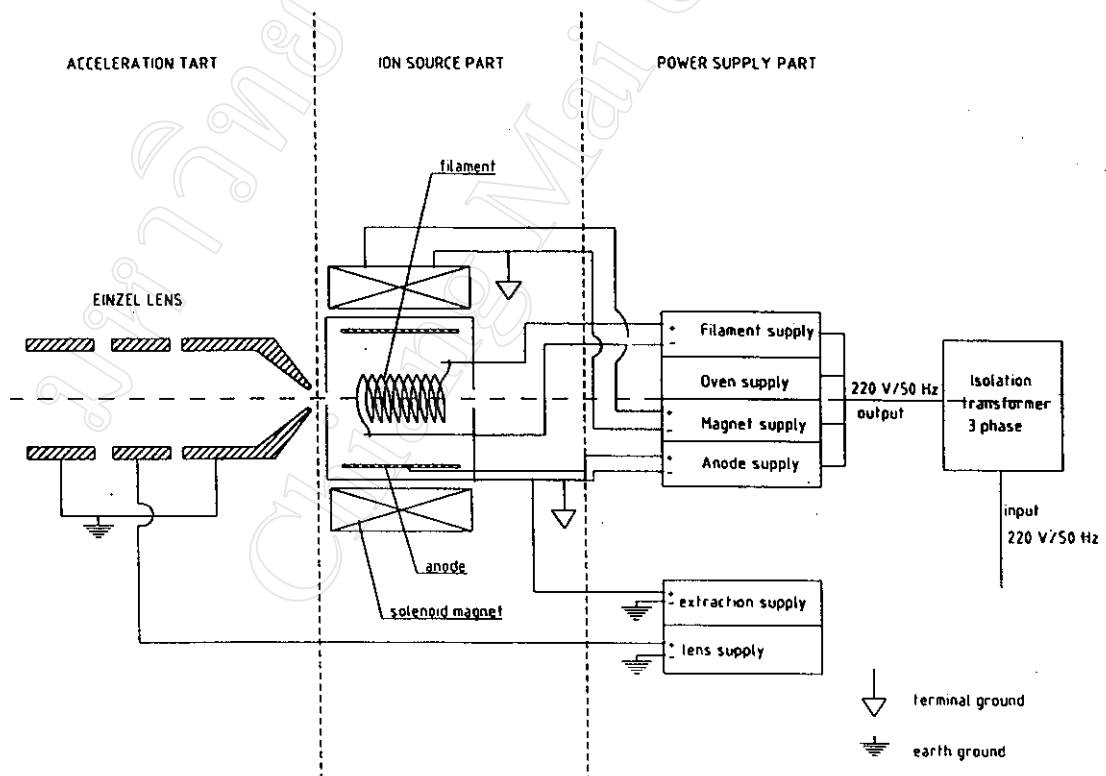 ACCELERATION TART
ION SOURCE PART
POWER SUPPLY PART
filament
EINZEL LENS
+ Filament supply
-
Oven supply
+
- Magnet supply
+ Anode supply
-
220 V/50 Hz
output
Isolation
transformer
3 phase
input
220 V/50 Hz
anode
solenoid magnet
+ extraction supply
-
+ lens supply
-
terminal ground
earth ground
Chiang Mai